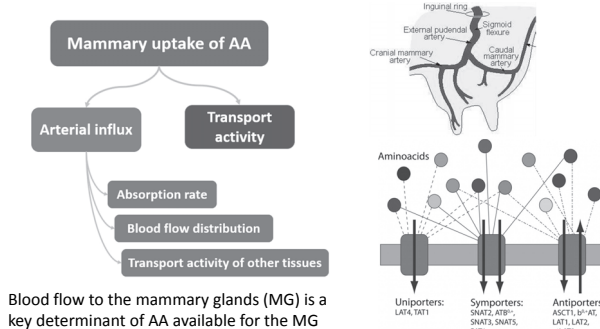 Mammary uptake of AA
Arterial influx
Transport
activity
Absorption rate
Blood flow distribution
Transport activity of other tissues
Blood flow to the mammary glands (MG) is a
key determinant of AA available for the MG
Inguinal ring
Sigmoid
flexure
External pudendal
artery
Cranial mammary
artery
Caudal
mammary
artery
Aminoacids
Uniporters:
LAT4, TAT1
Symporters:
SNAT2, ATB⁰,⁺,
SNAT3, SNAT5,
Antiporters
ASCT1, b⁰,⁺AT,
LAT1, LAT2,